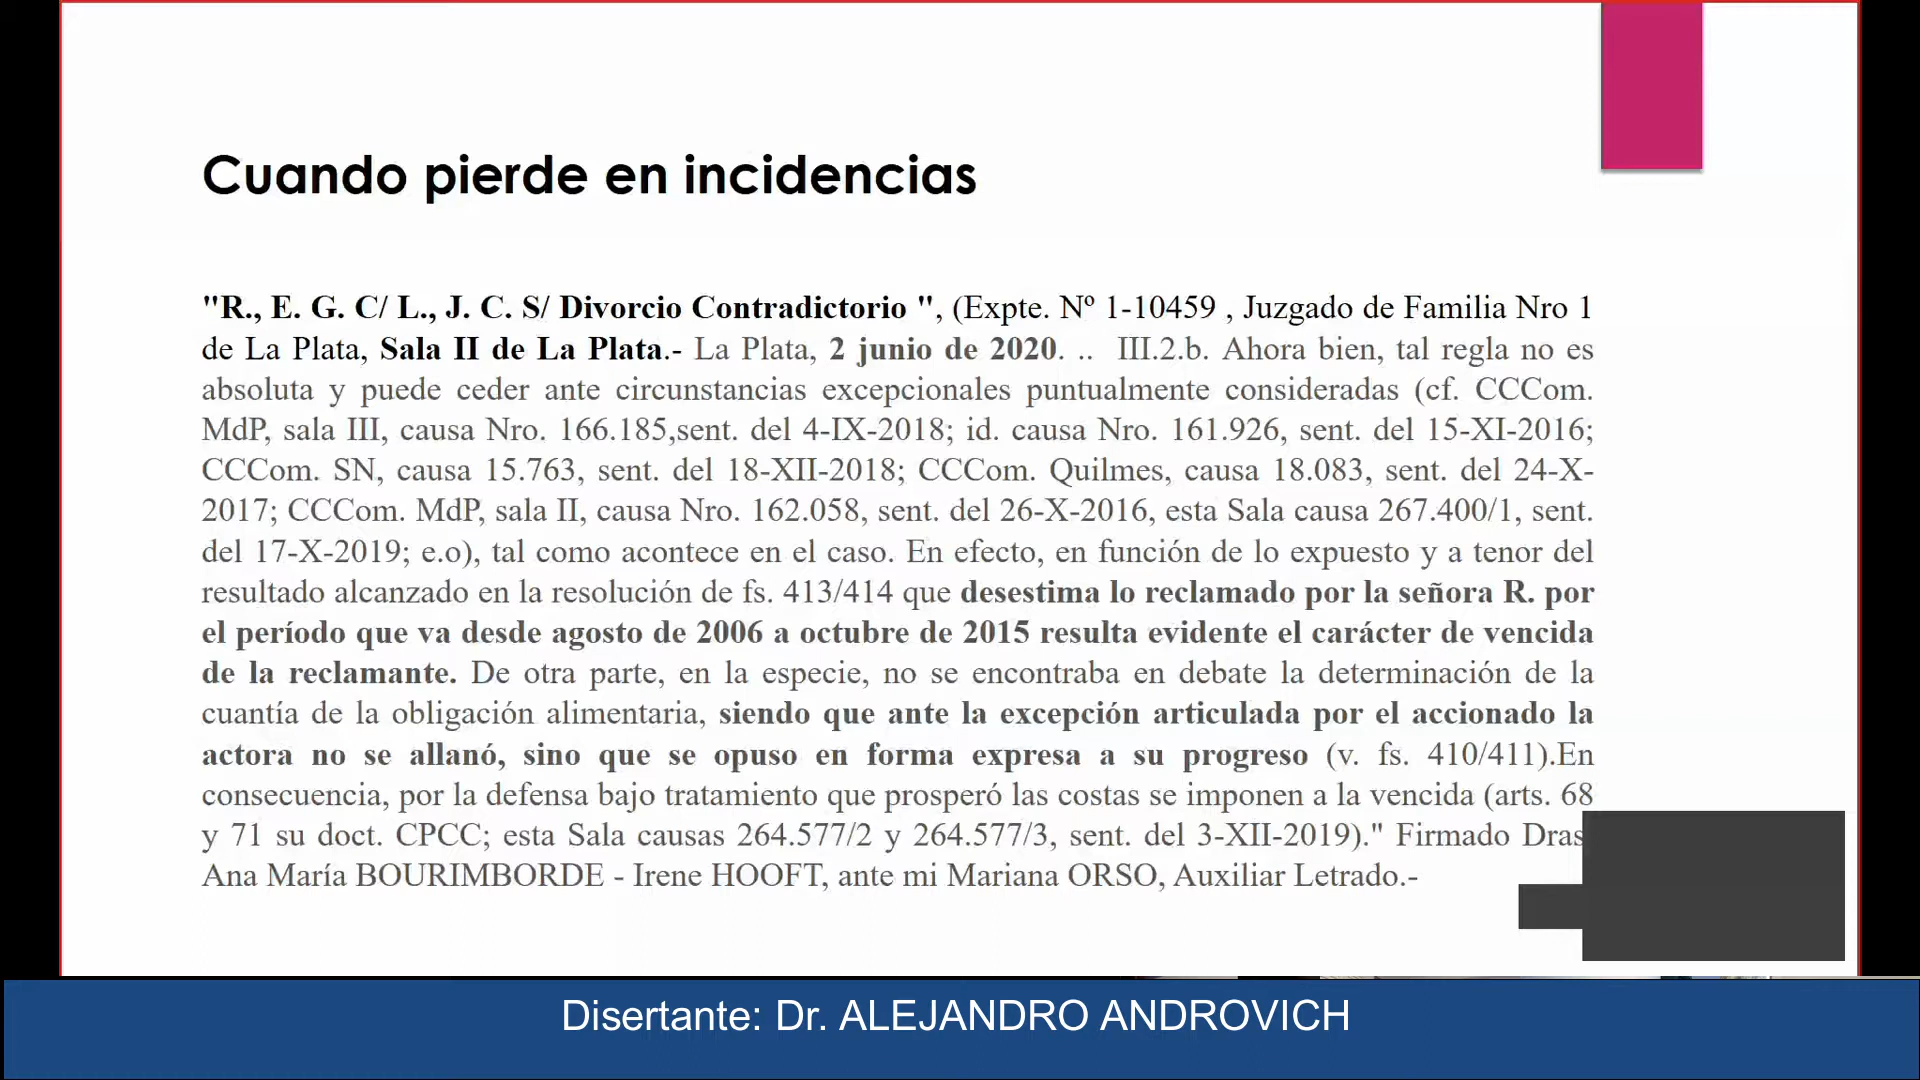 Cuando pierde en incidencias
"R., E. G. C/ L., J. C. S/ Divorcio Contradictorio ", (Expte. Nº 1-10459 , Juzgado de Familia Nro 1
de La Plata, Sala II de La Plata.- La Plata, 2 junio de 2020. .. III.2.b. Ahora bien, tal regla no es
absoluta y puede ceder ante circunstancias excepcionales puntualmente consideradas (cf. CCCom.
MdP, sala III, causa Nro. 166.185,sent. del 4-IX-2018; id. causa Nro. 161.926, sent. del 15-XI-2016;
CCCom. SN, causa 15.763, sent. del 18-XII-2018; CCCom. Quilmes, causa 18.083, sent. del 24-X-
2017; CCCom. MdP, sala II, causa Nro. 162.058, sent. del 26-X-2016, esta Sala causa 267.400/1, sent.
del 17-X-2019; e.o), tal como acontece en el caso. En efecto, en función de lo expuesto y a tenor del
resultado alcanzado en la resolución de fs. 413/414 que desestima lo reclamado por la señora R. por
el período que va desde agosto de 2006 a octubre de 2015 resulta evidente el carácter de vencida
de la reclamante. De otra parte, en la especie, no se encontraba en debate la determinación de la
cuantía de la obligación alimentaria, siendo que ante la excepción articulada por el accionado la
actora no se allanó, sino que se opuso en forma expresa a su progreso (v. fs. 410/411).En
consecuencia, por la defensa bajo tratamiento que prosperó las costas se imponen a la vencida (arts. 68
y 71 su doct. CPCC; esta Sala causas 264.577/2 y 264.577/3, sent. del 3-XII-2019)." Firmado Dras
Ana María BOURIMBORDE - Irene HOOFT, ante mi Mariana ORSO, Auxiliar Letrado.-
Disertante: Dr. ALEJANDRO ANDROVICH